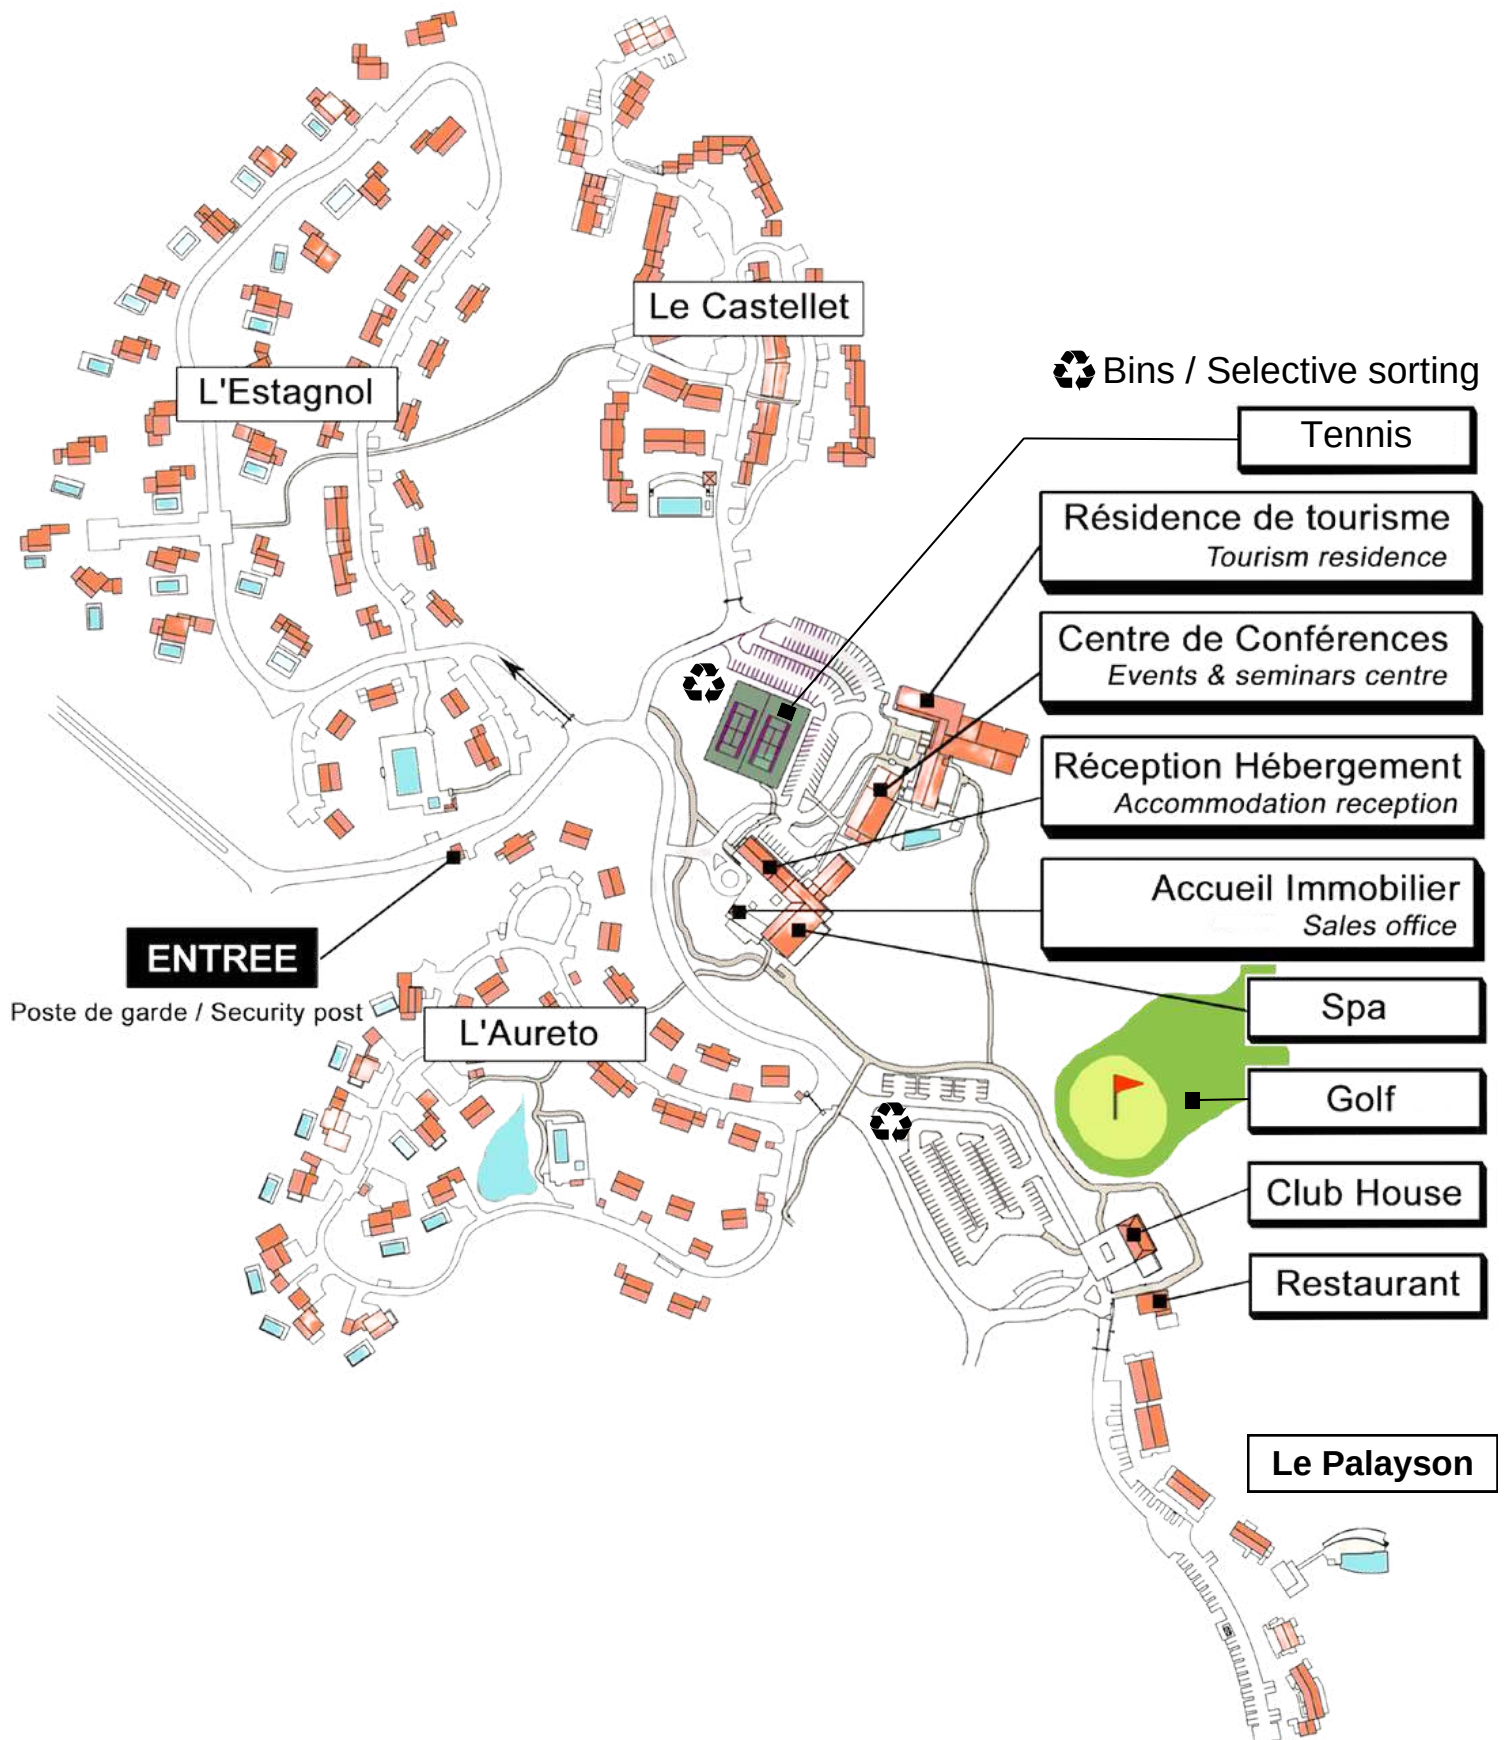 Le Castellet
L'Estagnol
Bins / Selective sorting
Tennis
Résidence de tourisme
Tourism residence
Centre de Conférences
Events & seminars centre
Réception Hébergement
Accommodation reception
Accueil Immobilier
Sales office
ENTREE
Poste de garde / Security post
L'Aureto
Spa
Golf
Club House
Restaurant
Le Palayson